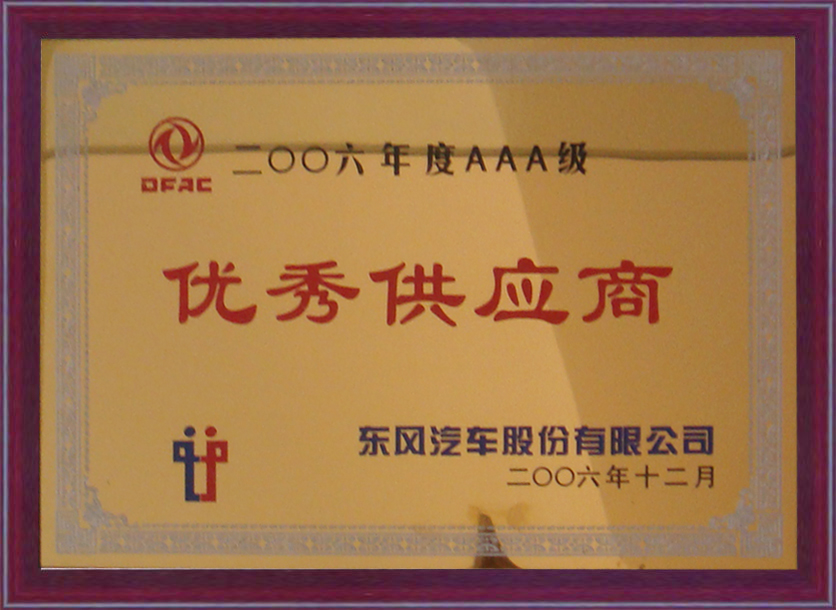 二〇〇六年度AAA级
DFAC
优秀供应商
东风汽车股份有限公司
二〇〇六年十二月